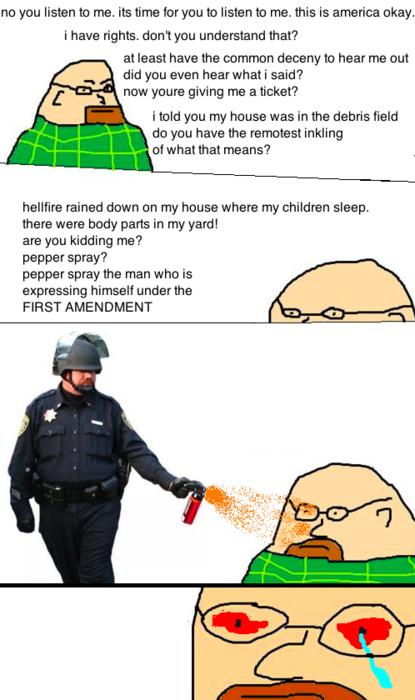 no you listen to me. its time for you to listen to me. this is america okay.
i have rights. don't you understand that?
at least have the common deceny to hear me out
did you even hear what i said?
now youre giving me a ticket?
i told you my house was in the debris field
do you have the remotest inkling
of what that means?
hellfire rained down on my house where my children sleep.
there were body parts in my yard!
are you kidding me?
pepper spray?
pepper spray the man who is
expressing himself under the
FIRST AMENDMENT